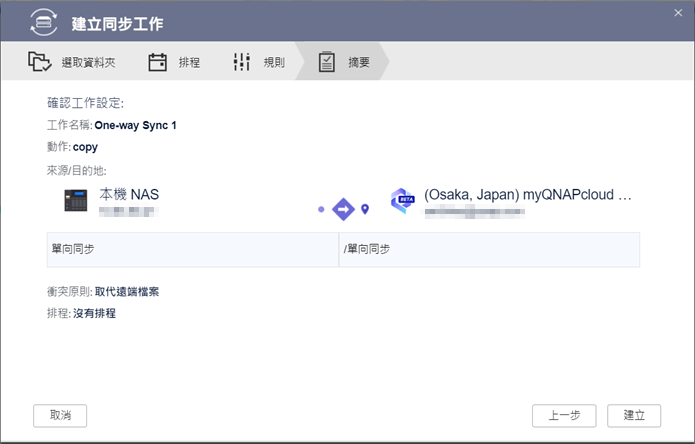 建立同步工作
選取資料夾 排程 規則 摘要
確認工作設定:
工作名稱: One-way Sync 1
動作: copy
來源/目的地:
本機 NAS
BETA
(Osaka, Japan) myQNAPcloud ...
單向同步 /單向同步
衝突原則: 取代遠端檔案
排程: 沒有排程
取消 上一步 建立